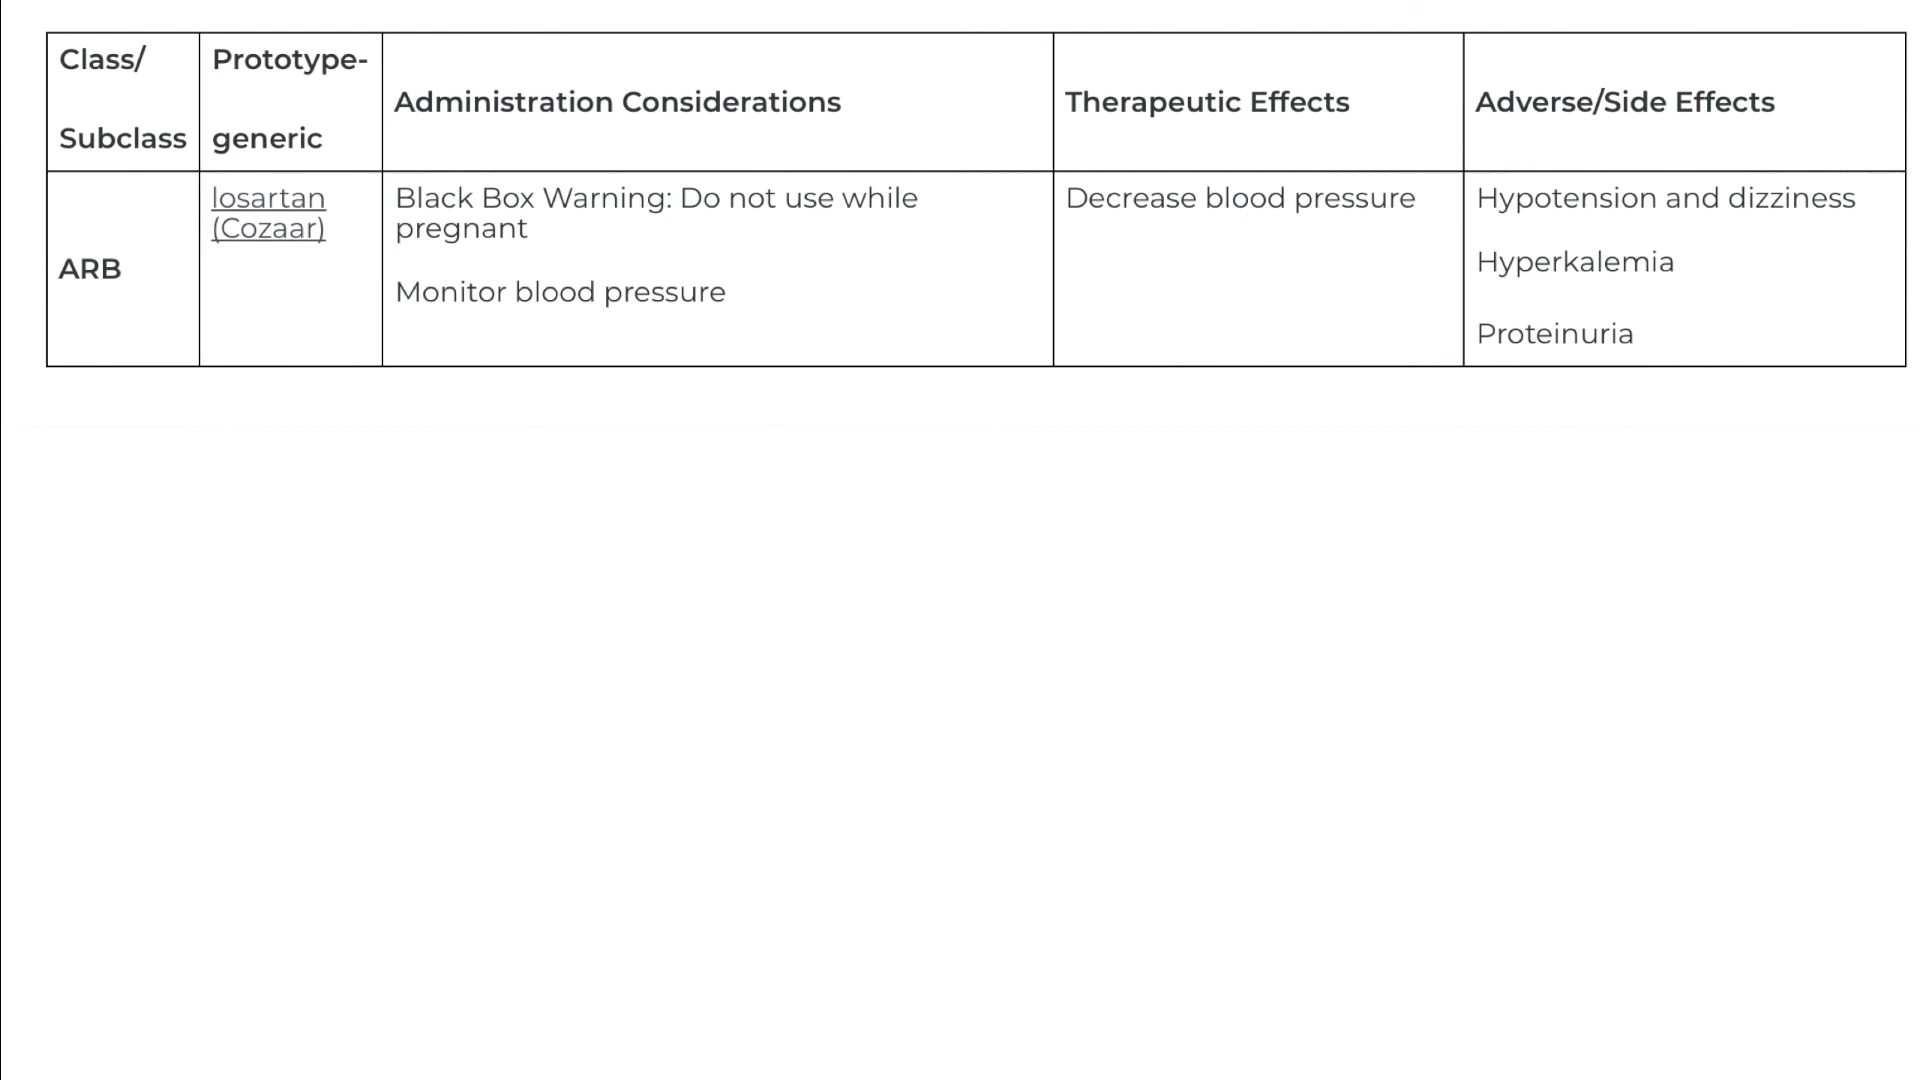 Class/
Subclass
Prototype-
generic
Administration Considerations
Therapeutic Effects
Adverse/Side Effects
ARB
losartan
(Cozaar)
Black Box Warning: Do not use while
pregnant
Monitor blood pressure
Decrease blood pressure
Hypotension and dizziness
Hyperkalemia
Proteinuria